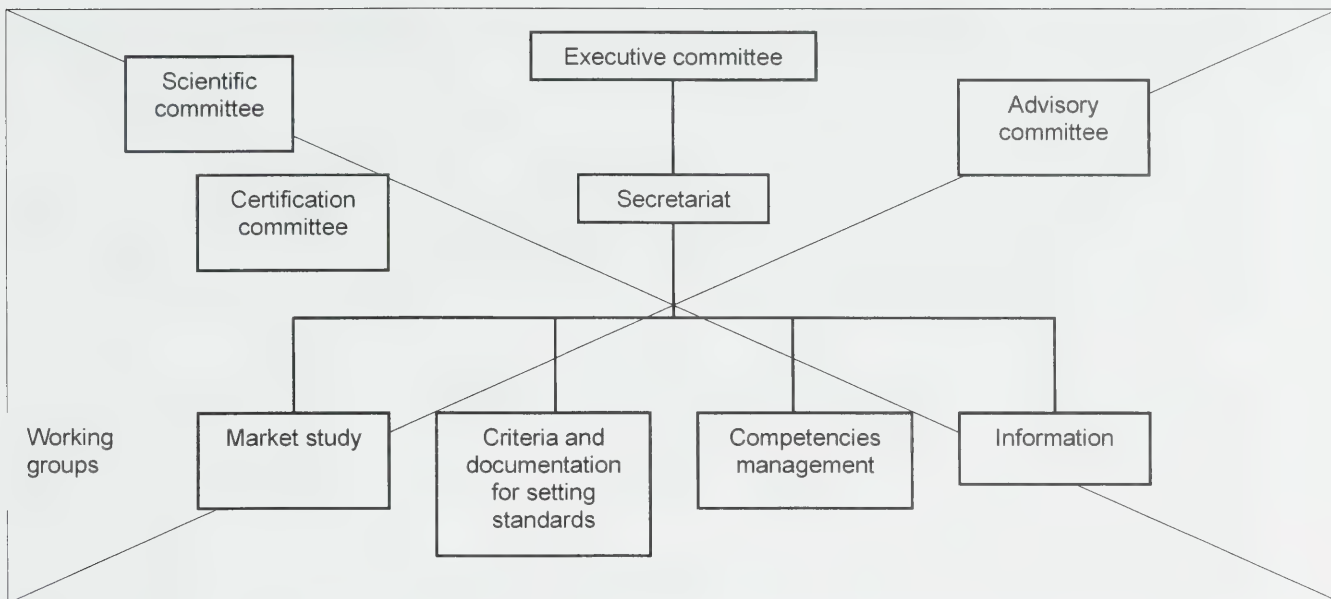 Executive committee
Scientific
committee
Advisory
committee
Certification
committee
Secretariat
Working
groups
Market study
Criteria and
documentation
for setting
standards
Competencies
management
Information